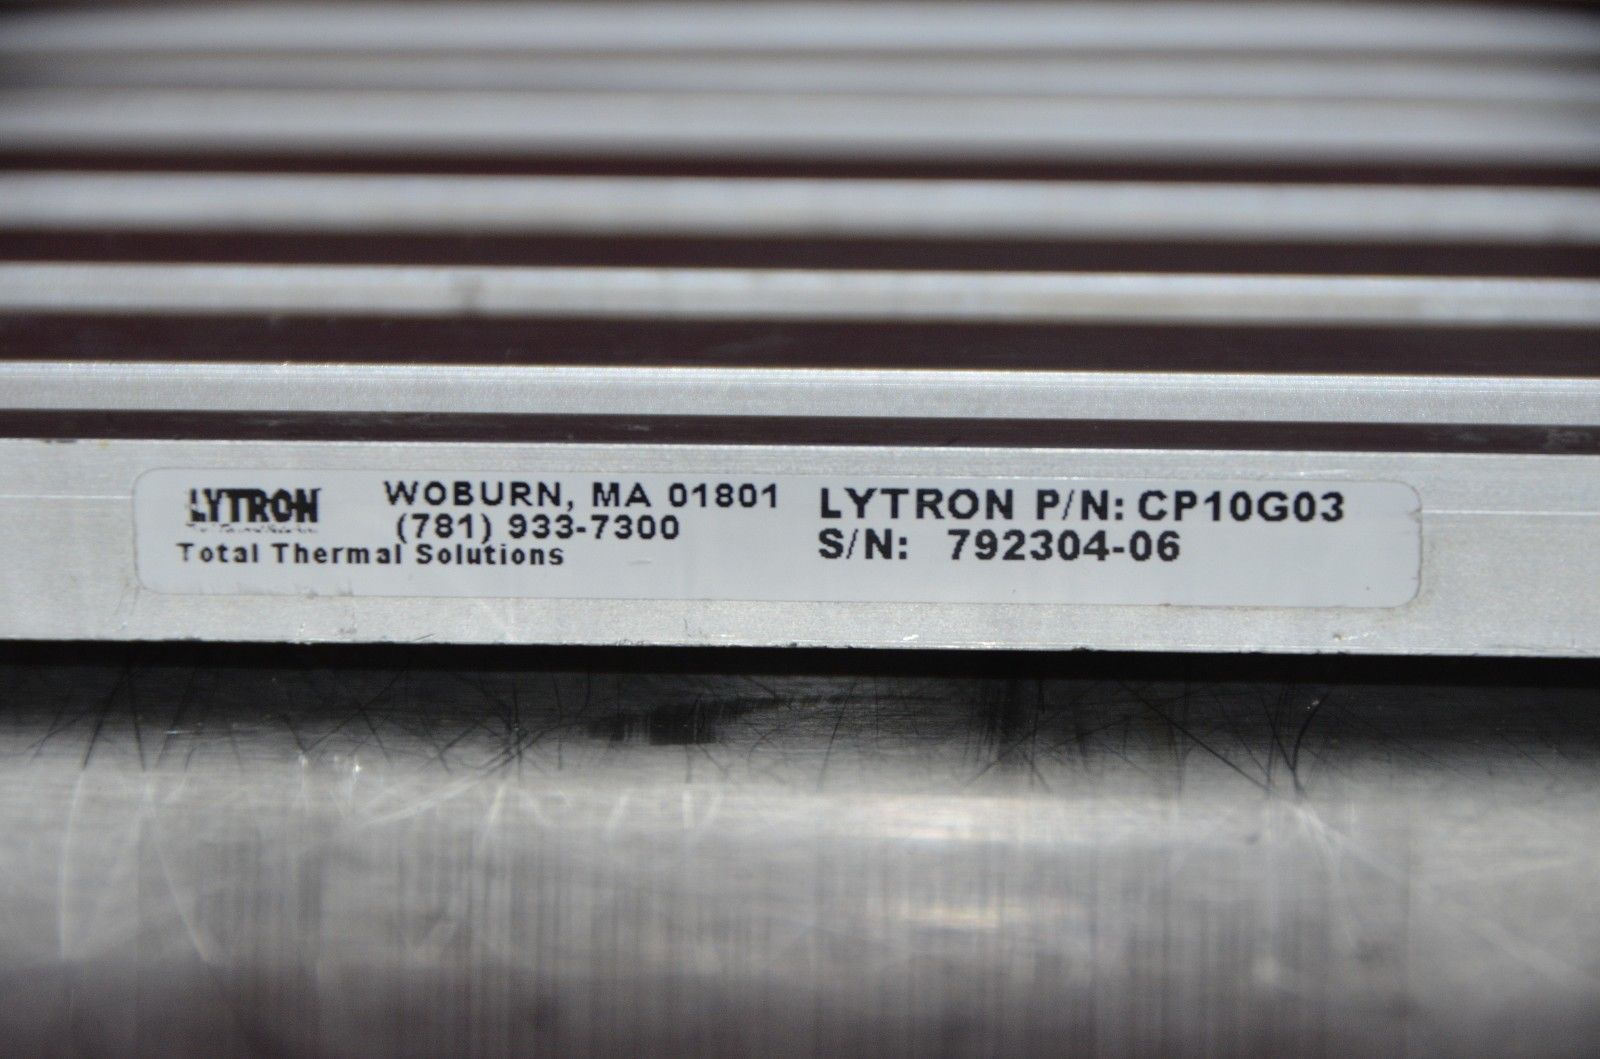 LYTRON
WOBURN, MA 01801
(781) 933-7300
Total Thermal Solutions
LYTRON P/N: CP10G03
S/N: 792304-06